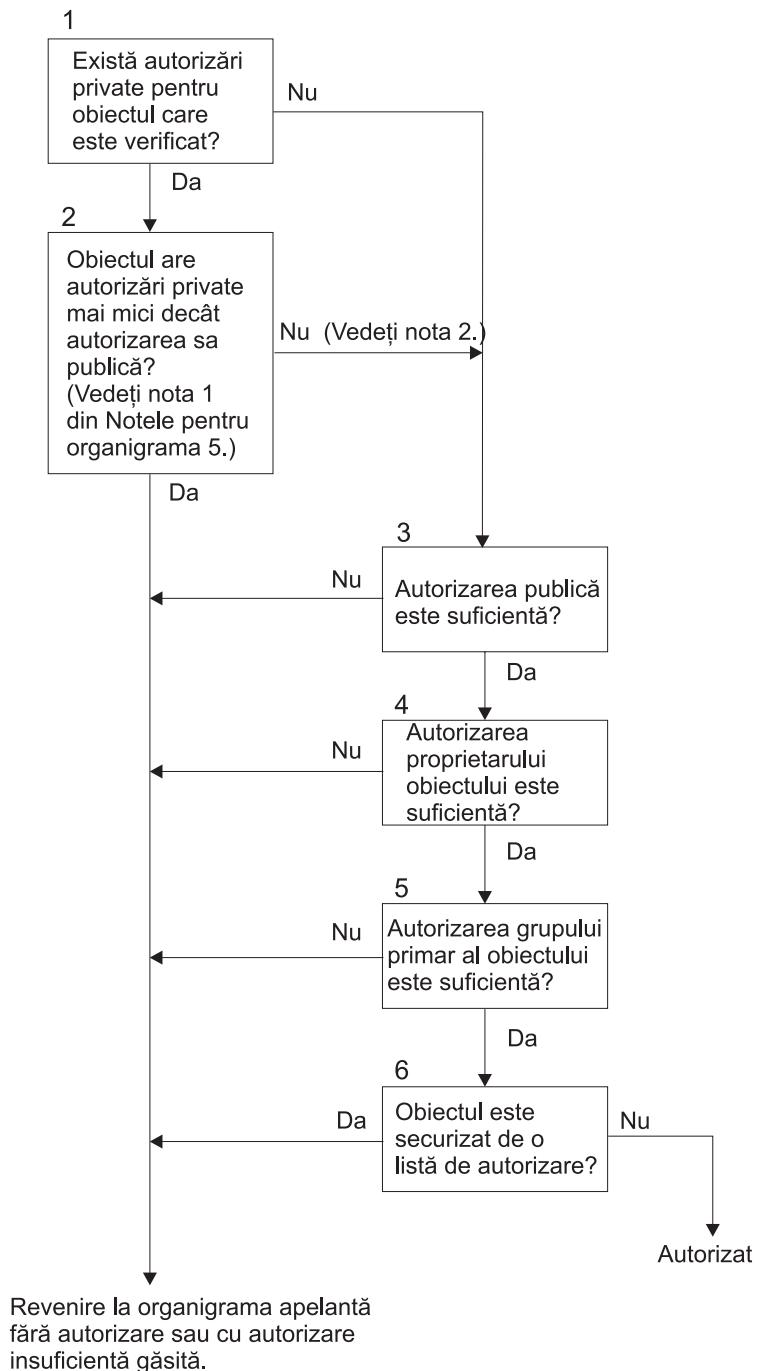 1
Există autorizări
private pentru
obiectul care
este verificat?
Nu
Da
2
Obiectul are
autorizări private
mai mici decât
autorizarea sa
publică?
(Vedeți nota 1
din Notele pentru
organigrama 5.)
Nu (Vedeți nota 2.)
Da
3
Nu
Autorizarea publică
este suficientă?
Da
4
Nu
Autorizarea
proprietarului
obiectului este
suficientă?
Da
5
Nu
Autorizarea grupului
primar al obiectului
este suficientă?
Da
6
Da
Obiectul este
securizat de o
listă de autorizare?
Nu
Autorizat
Revenire la organigrama apelantă
fără autorizare sau cu autorizare
insuficientă găsită.